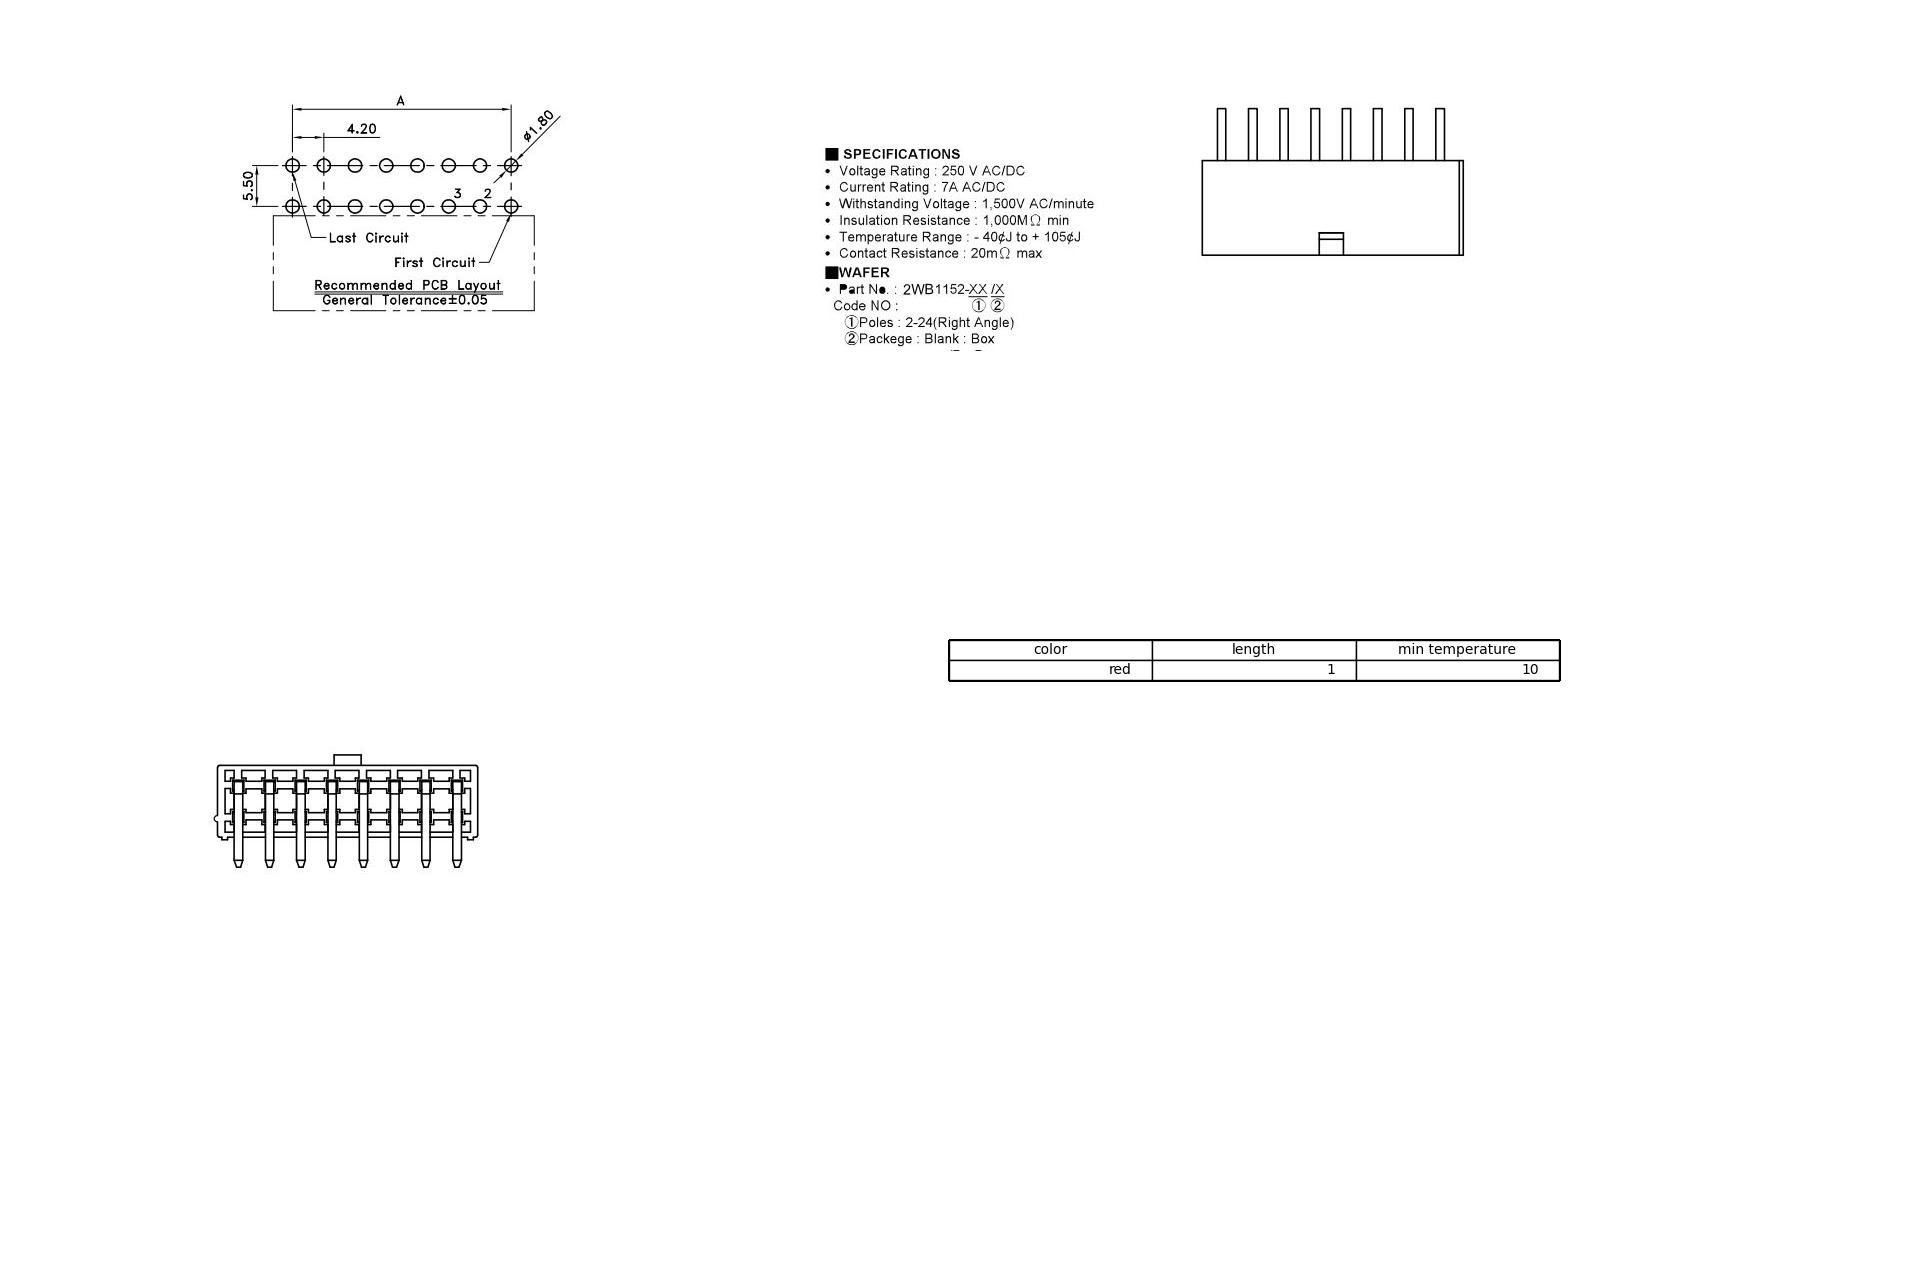 A
4.20
ø1.80
5.50
3 2
Last Circuit
First Circuit
Recommended PCB Layout
General Tolerance±0.05
■ SPECIFICATIONS
• Voltage Rating : 250 V AC/DC
• Current Rating : 7A AC/DC
• Withstanding Voltage : 1,500V AC/minute
• Insulation Resistance : 1,000MΩ min
• Temperature Range : - 40¢J to + 105¢J
• Contact Resistance : 20mΩ max
■WAFER
• Part No. : 2WB1152-XX /X
Code NO : ① ②
①Poles : 2-24(Right Angle)
②Packege : Blank : Box
color length min temperature
red 1 10